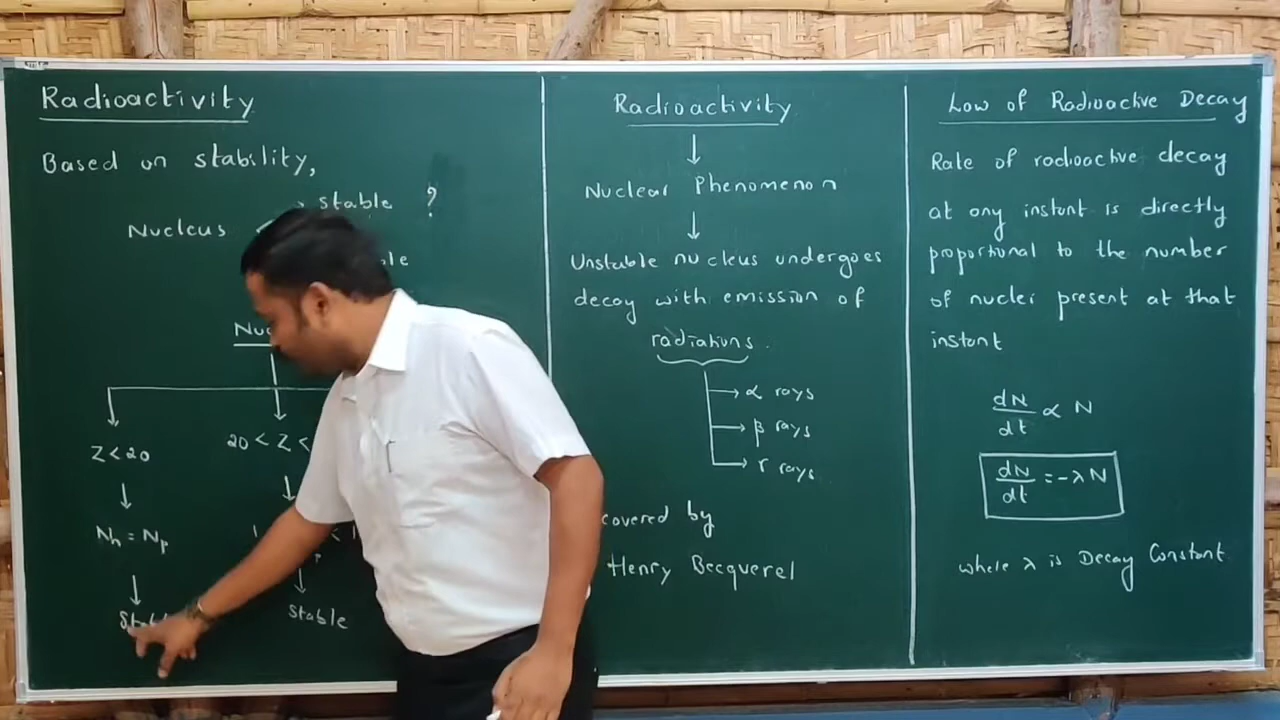 Radioactivity
Based on stability,
stable ?
Nucleus
Z < 20
20 < Z <
Nn = Np
Stable
Radioactivity
Nuclear Phenomenon
Unstable nucleus undergoes
decay with emission of
radiations.
α rays
β rays
γ rays
covered by
Henry Becquerel
Law of Radioactive Decay
Rate of radioactive decay
at any instant is directly
proportional to the number
of nuclei present at that
instant
dN/dt ∝ N
dN/dt = -λN
where λ is Decay Constant